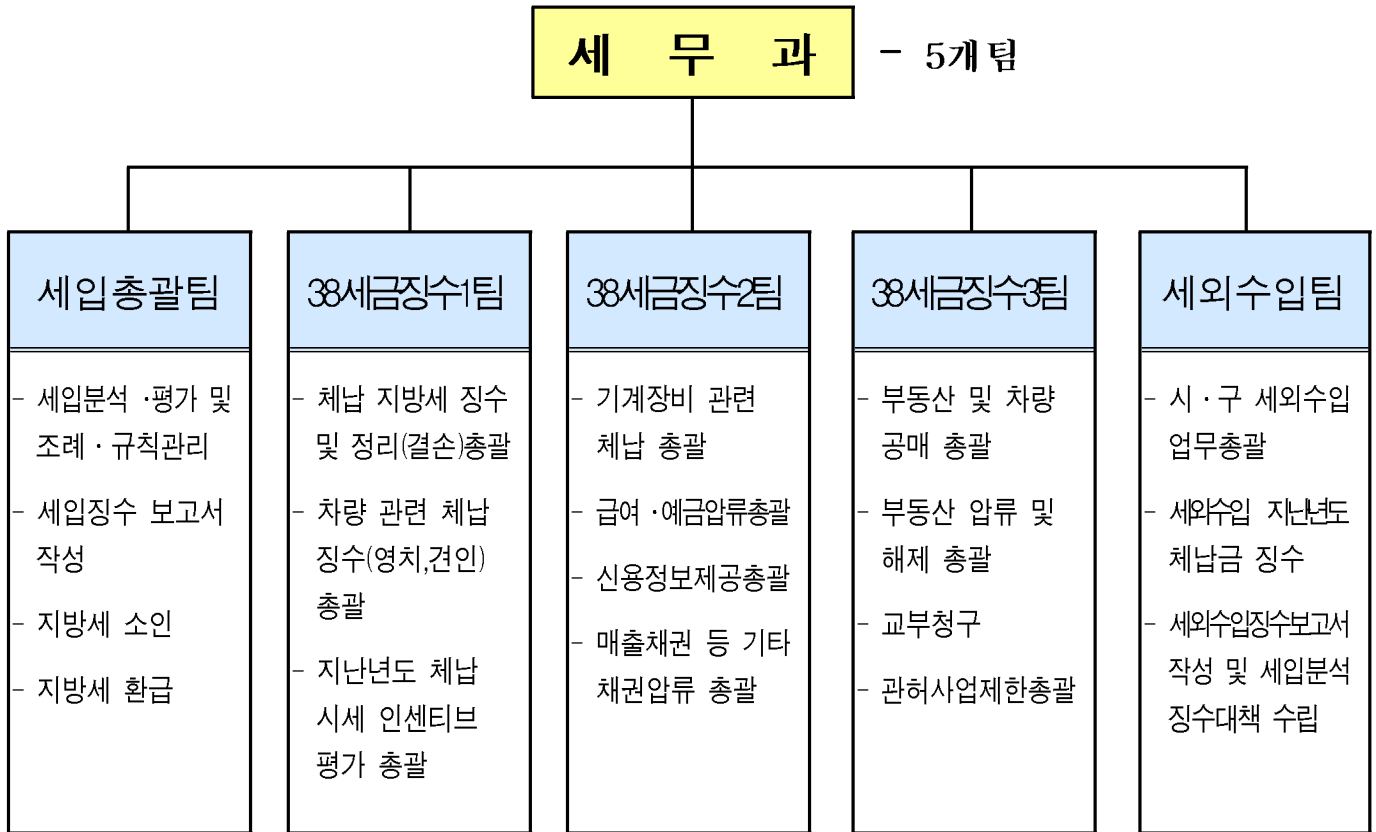 세 무 과 - 5개 팀
세입총괄팀
- 세입분석 ·평가 및
조례 · 규칙관리
- 세입징수 보고서
작성
- 지방세 소인
- 지방세 환급
38세금징수1팀
- 체납 지방세 징수
및 정리(결손)총괄
- 차량 관련 체납
징수(영치,견인)
총괄
- 지난년도 체납
시세 인센티브
평가 총괄
38세금징수2팀
- 기계장비 관련
체납 총괄
- 급여 ·예금압류총괄
- 신용정보제공총괄
- 매출채권 등 기타
채권압류 총괄
38세금징수3팀
- 부동산 및 차량
공매 총괄
- 부동산 압류 및
해제 총괄
- 교부청구
- 관허사업제한총괄
세외수입팀
- 시 · 구 세외수입
업무총괄
- 세외수입 지난년도
체납금 징수
- 세외수입징수보고서
작성 및 세입분석
징수대책 수립